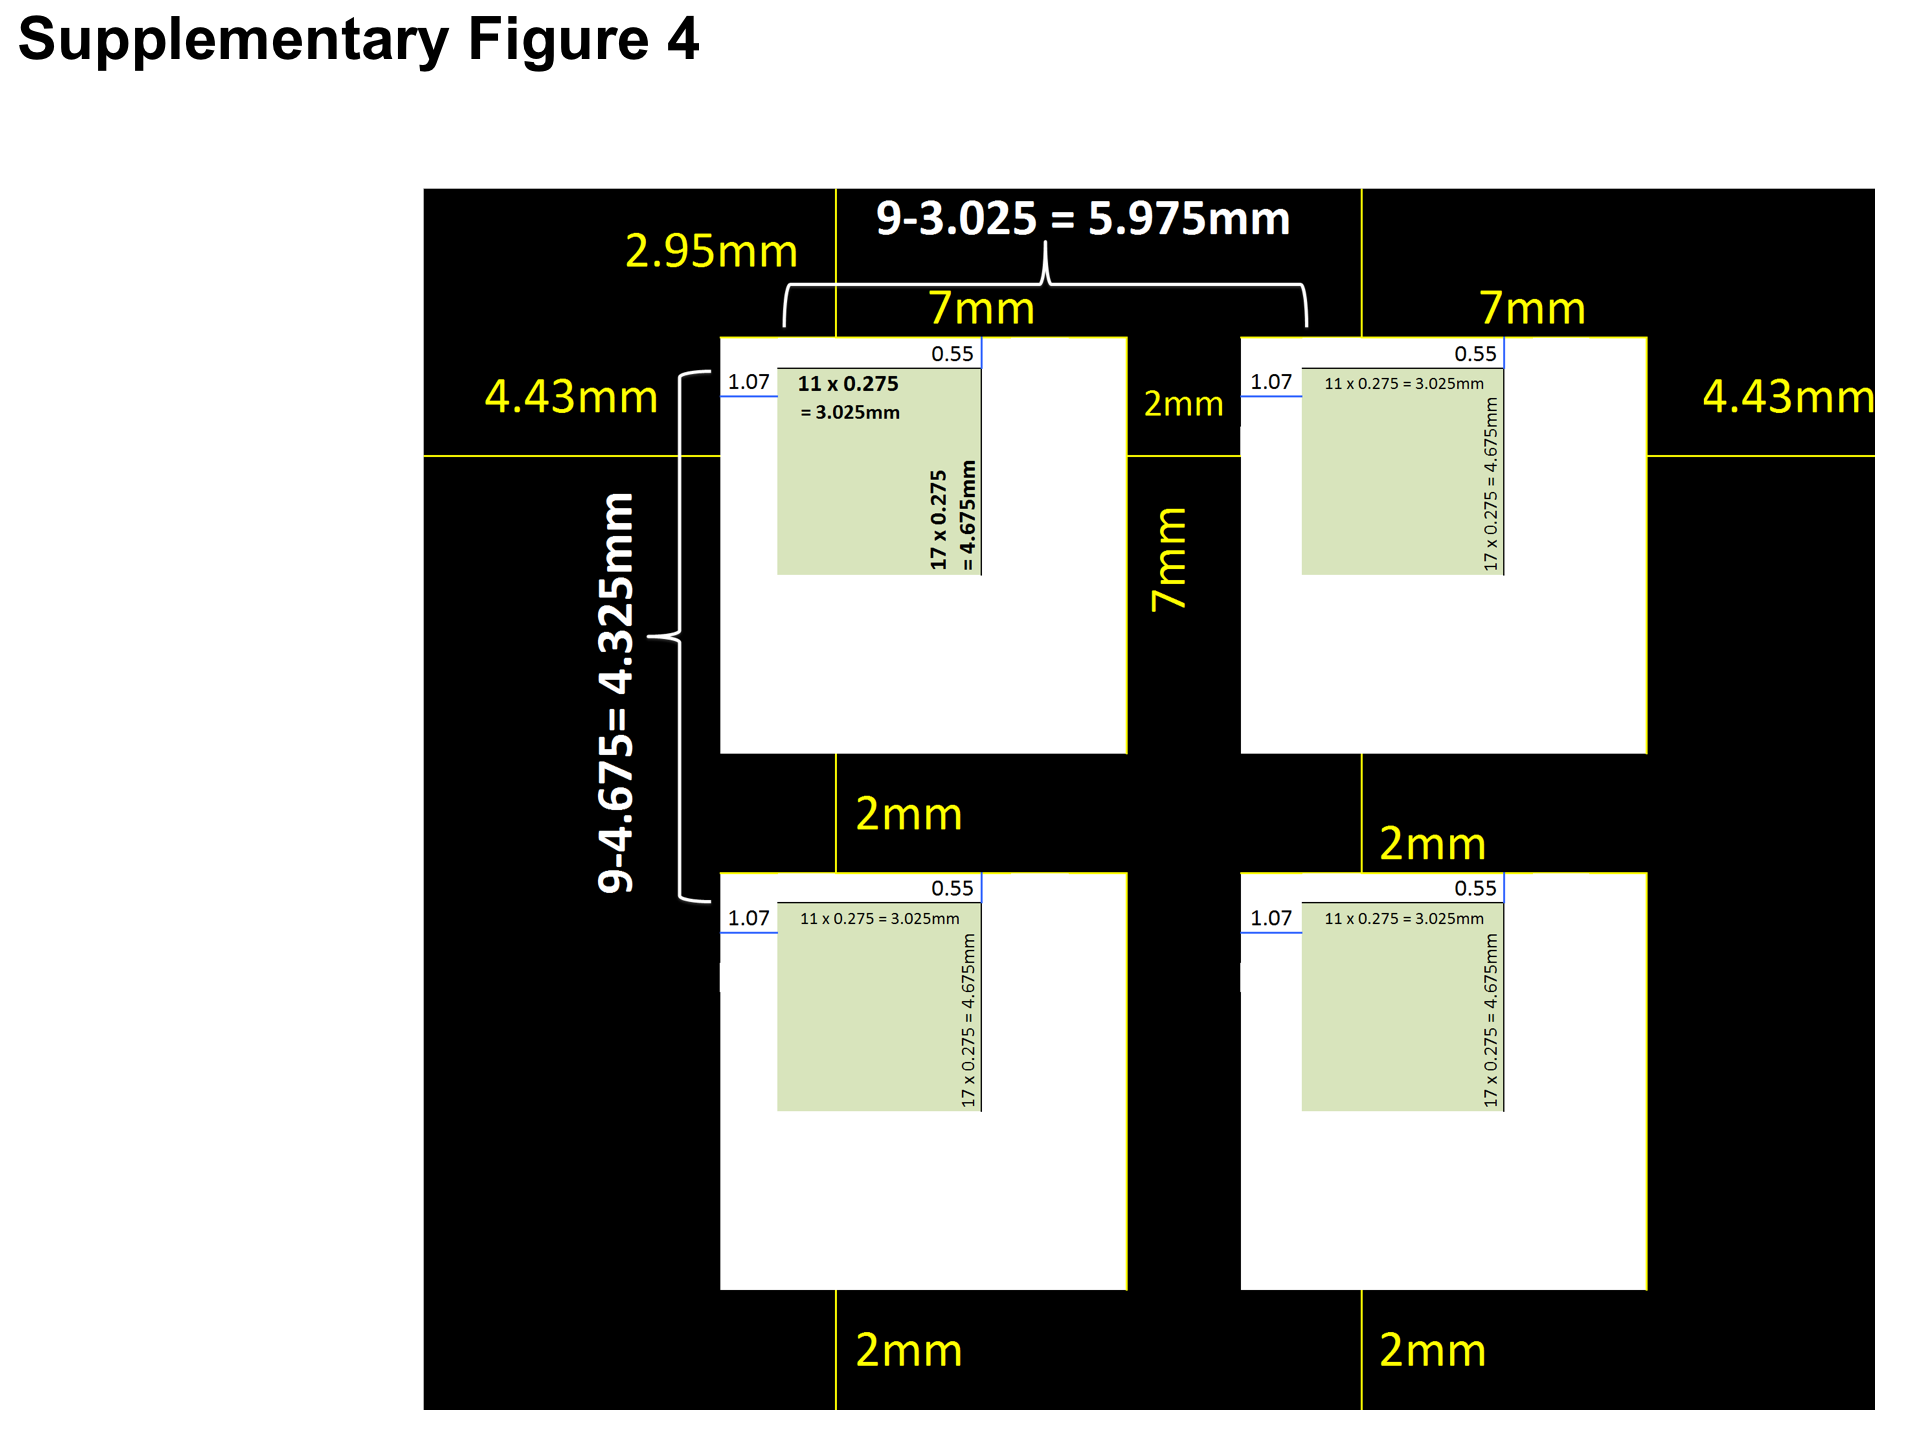 Supplementary Figure 4
9-3.025 = 5.975mm
2.95mm
7mm
7mm
0.55
0.55
4.43mm
1.07
11 x 0.275
= 3.025mm
2mm
1.07
11 x 0.275 = 3.025mm
4.43mm
17 x 0.275
= 4.675mm
17 x 0.275 = 4.675mm
7mm
9-4.675= 4.325mm
2mm
2mm
0.55
0.55
1.07
11 x 0.275 = 3.025mm
1.07
11 x 0.275 = 3.025mm
17 x 0.275 = 4.675mm
17 x 0.275 = 4.675mm
2mm
2mm